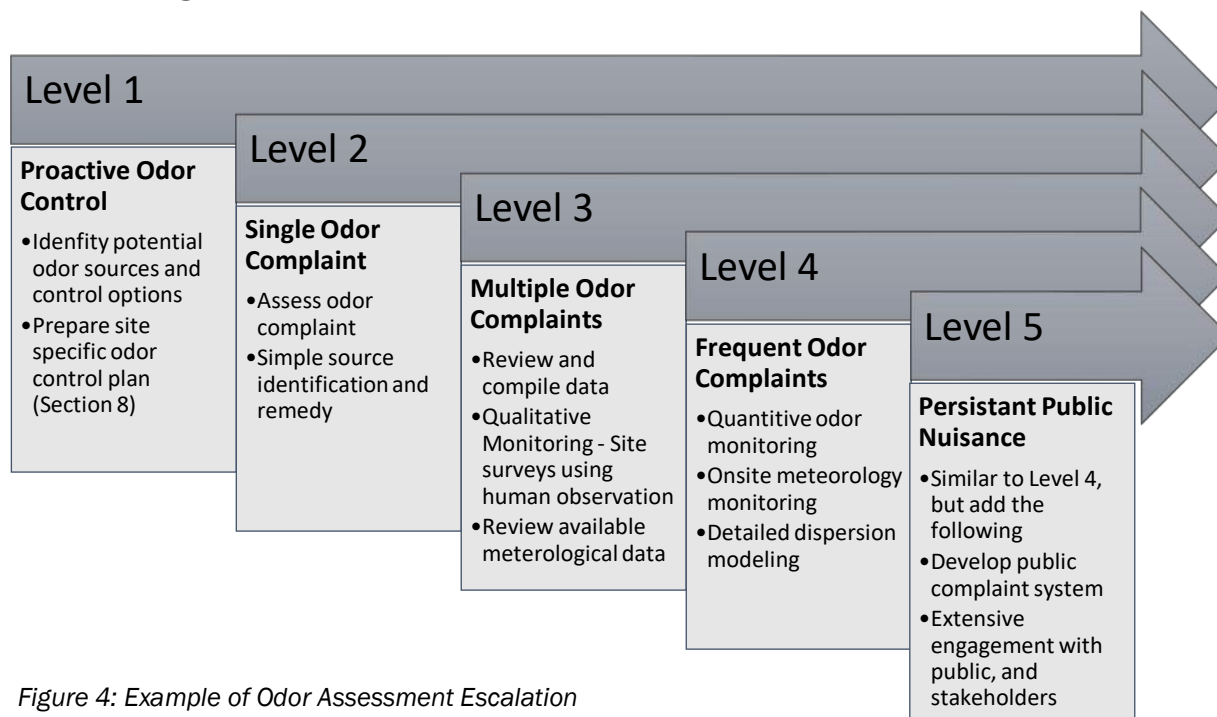 Level 1
Proactive Odor
Control
•Idenfity potential
odor sources and
control options
•Prepare site
specific odor
control plan
(Section 8)
Level 2
Single Odor
Complaint
•Assess odor
complaint
•Simple source
identification and
remedy
Level 3
Multiple Odor
Complaints
•Review and
compile data
•Qualitative
Monitoring - Site
surveys using
human observation
•Review available
meterological data
Level 4
Frequent Odor
Complaints
•Quantitive odor
monitoring
•Onsite meteorology
monitoring
•Detailed dispersion
modeling
Level 5
Persistant Public
Nuisance
•Similar to Level 4,
but add the
following
•Develop public
complaint system
•Extensive
engagement with
public, and
stakeholders
Figure 4: Example of Odor Assessment Escalation